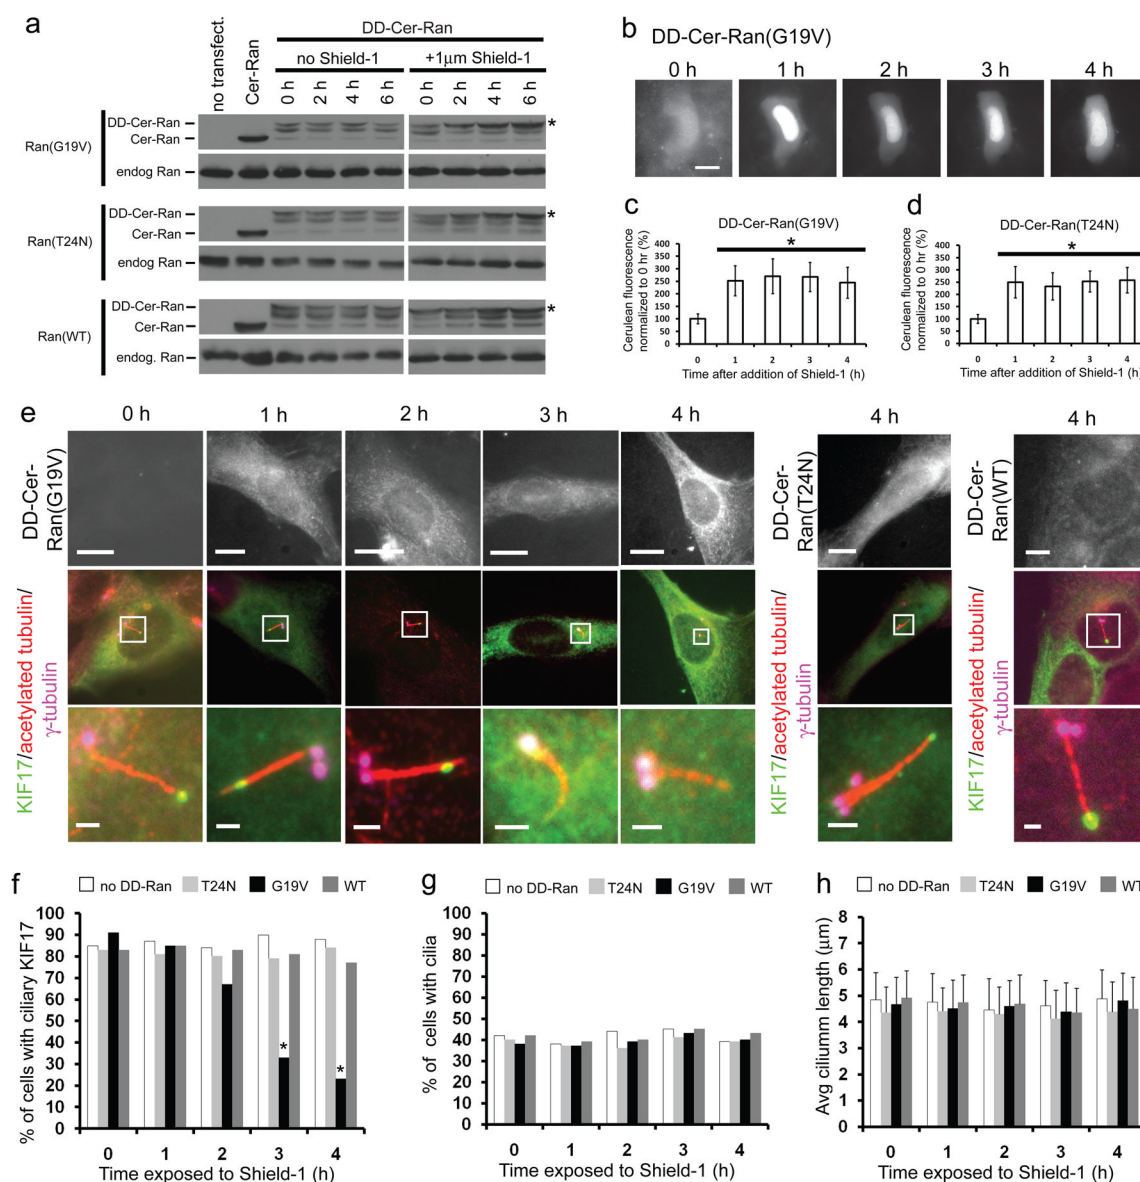 a
no transfect.
Cer-Ran
DD-Cer-Ran
no Shield-1
+1μm Shield-1
0 h 2 h 4 h 6 h 0 h 2 h 4 h 6 h
Ran(G19V)
DD-Cer-Ran
*
Cer-Ran
endog Ran
Ran(T24N)
DD-Cer-Ran
*
Cer-Ran
endog Ran
Ran(WT)
DD-Cer-Ran
*
Cer-Ran
endog. Ran
b
DD-Cer-Ran(G19V)
0 h 1 h 2 h 3 h 4 h
c
DD-Cer-Ran(G19V)
*
Cerulean fluorescence
normalized to 0 hr (%)
400
350
300
250
200
150
100
50
0
0 1 2 3 4
Time after addition of Shield-1 (h)
d
DD-Cer-Ran(T24N)
*
Cerulean fluorescence
normalized to 0 hr (%)
400
350
300
250
200
150
100
50
0
0 1 2 3 4
Time after addition of Shield-1 (h)
e
0 h 1 h 2 h 3 h 4 h 4 h 4 h
DD-Cer-
Ran(G19V)
DD-Cer-
Ran(T24N)
DD-Cer-
Ran(WT)
KIF17/acetylated tubulin/
γ-tubulin
KIF17/acetylated tubulin/
γ-tubulin
KIF17/acetylated tubulin/
γ-tubulin
f
no DD-Ran T24N G19V WT
% of cells with ciliary KIF17
100
90
80
70
60
50
40
30
20
10
0
* *
0 1 2 3 4
Time exposed to Shield-1 (h)
g
no DD-Ran T24N G19V WT
% of cells with cilia
100
90
80
70
60
50
40
30
20
10
0
0 1 2 3 4
Time exposed to Shield-1 (h)
h
no DD-Ran T24N G19V WT
Avg ciliumm length (μm)
8
7
6
5
4
3
2
1
0
0 1 2 3 4
Time exposed to Shield-1 (h)